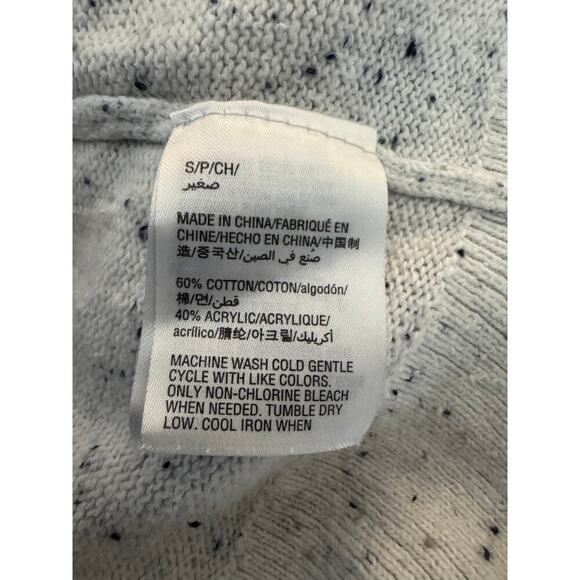 S/P/CH/
صغير
MADE IN CHINA/FABRIQUÉ EN
CHINE/HECHO EN CHINA/中国制
造/중국산/صُنع في الصين/
60% COTTON/COTON/algodón/
棉/면/قطن/
40% ACRYLIC/ACRYLIQUE/
acrílico/腈纶/아크릴/أكريليك/
MACHINE WASH COLD GENTLE
CYCLE WITH LIKE COLORS.
ONLY NON-CHLORINE BLEACH
WHEN NEEDED. TUMBLE DRY
LOW. COOL IRON WHEN